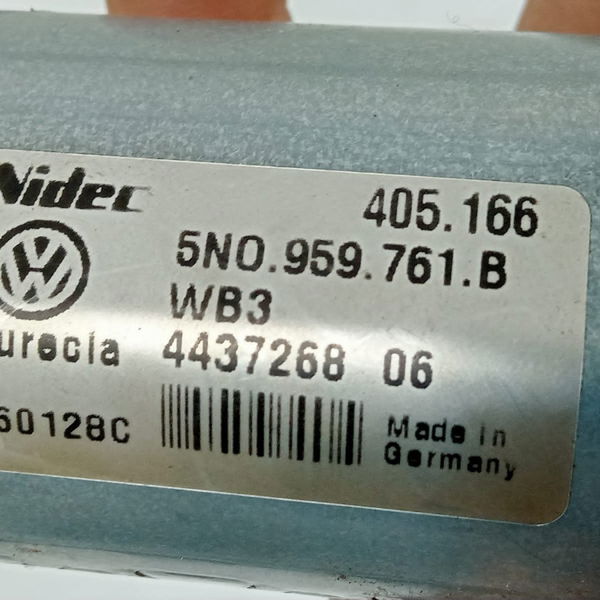 Nidec 405.166
5N0.959.761.B
WB3
urecia 4437268 06
60128C Made in
Germany